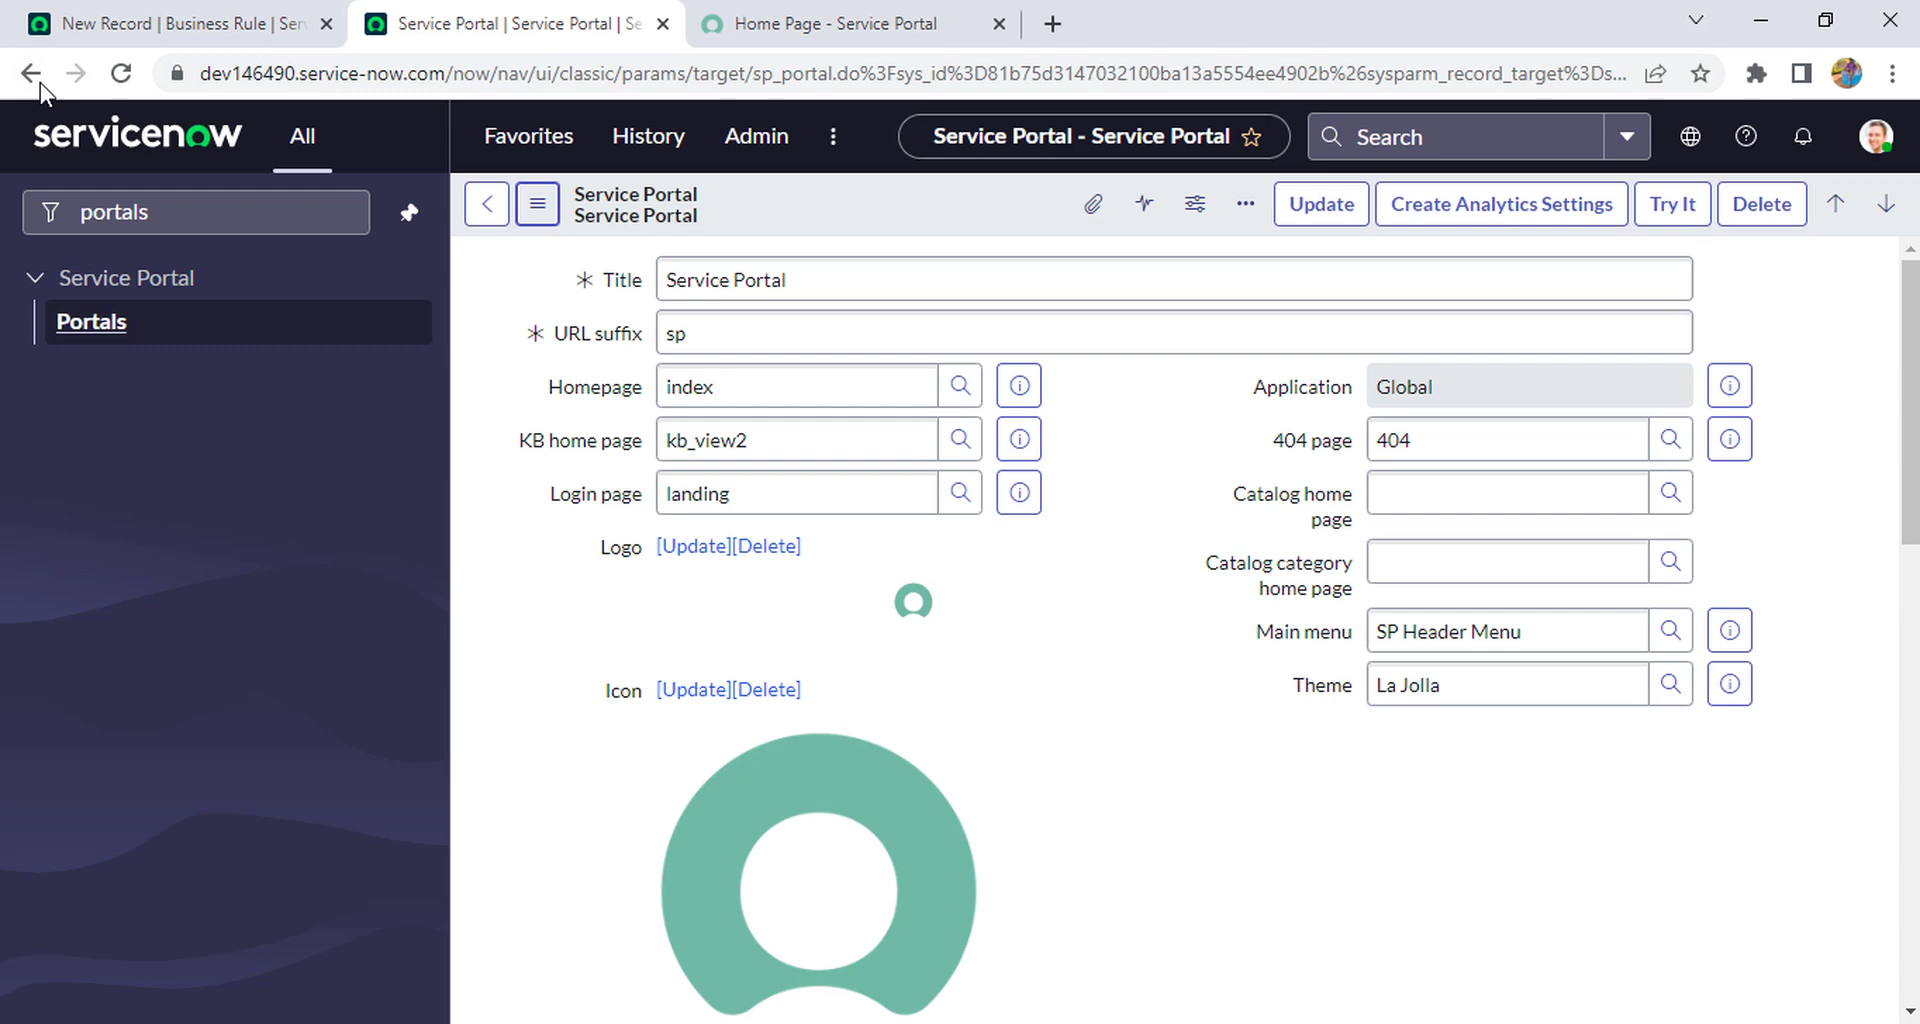 New Record | Business Rule | Ser
Service Portal | Service Portal | Se
Home Page - Service Portal
dev146490.service-now.com/now/nav/ui/classic/params/target/sp_portal.do%3Fsys_id%3D81b75d3147032100ba13a5554ee4902b%26sysparm_record_target%3Ds...
servicenow
All
Favorites
History
Admin
Service Portal - Service Portal
Search
portals
Service Portal
Portals
Service Portal
Service Portal
Update
Create Analytics Settings
Try It
Delete
Title
Service Portal
URL suffix
sp
Homepage
index
Application
Global
KB home page
kb_view2
404 page
404
Login page
landing
Catalog home
page
Logo
[Update][Delete]
Catalog category
home page
Main menu
SP Header Menu
Icon
[Update][Delete]
Theme
La Jolla